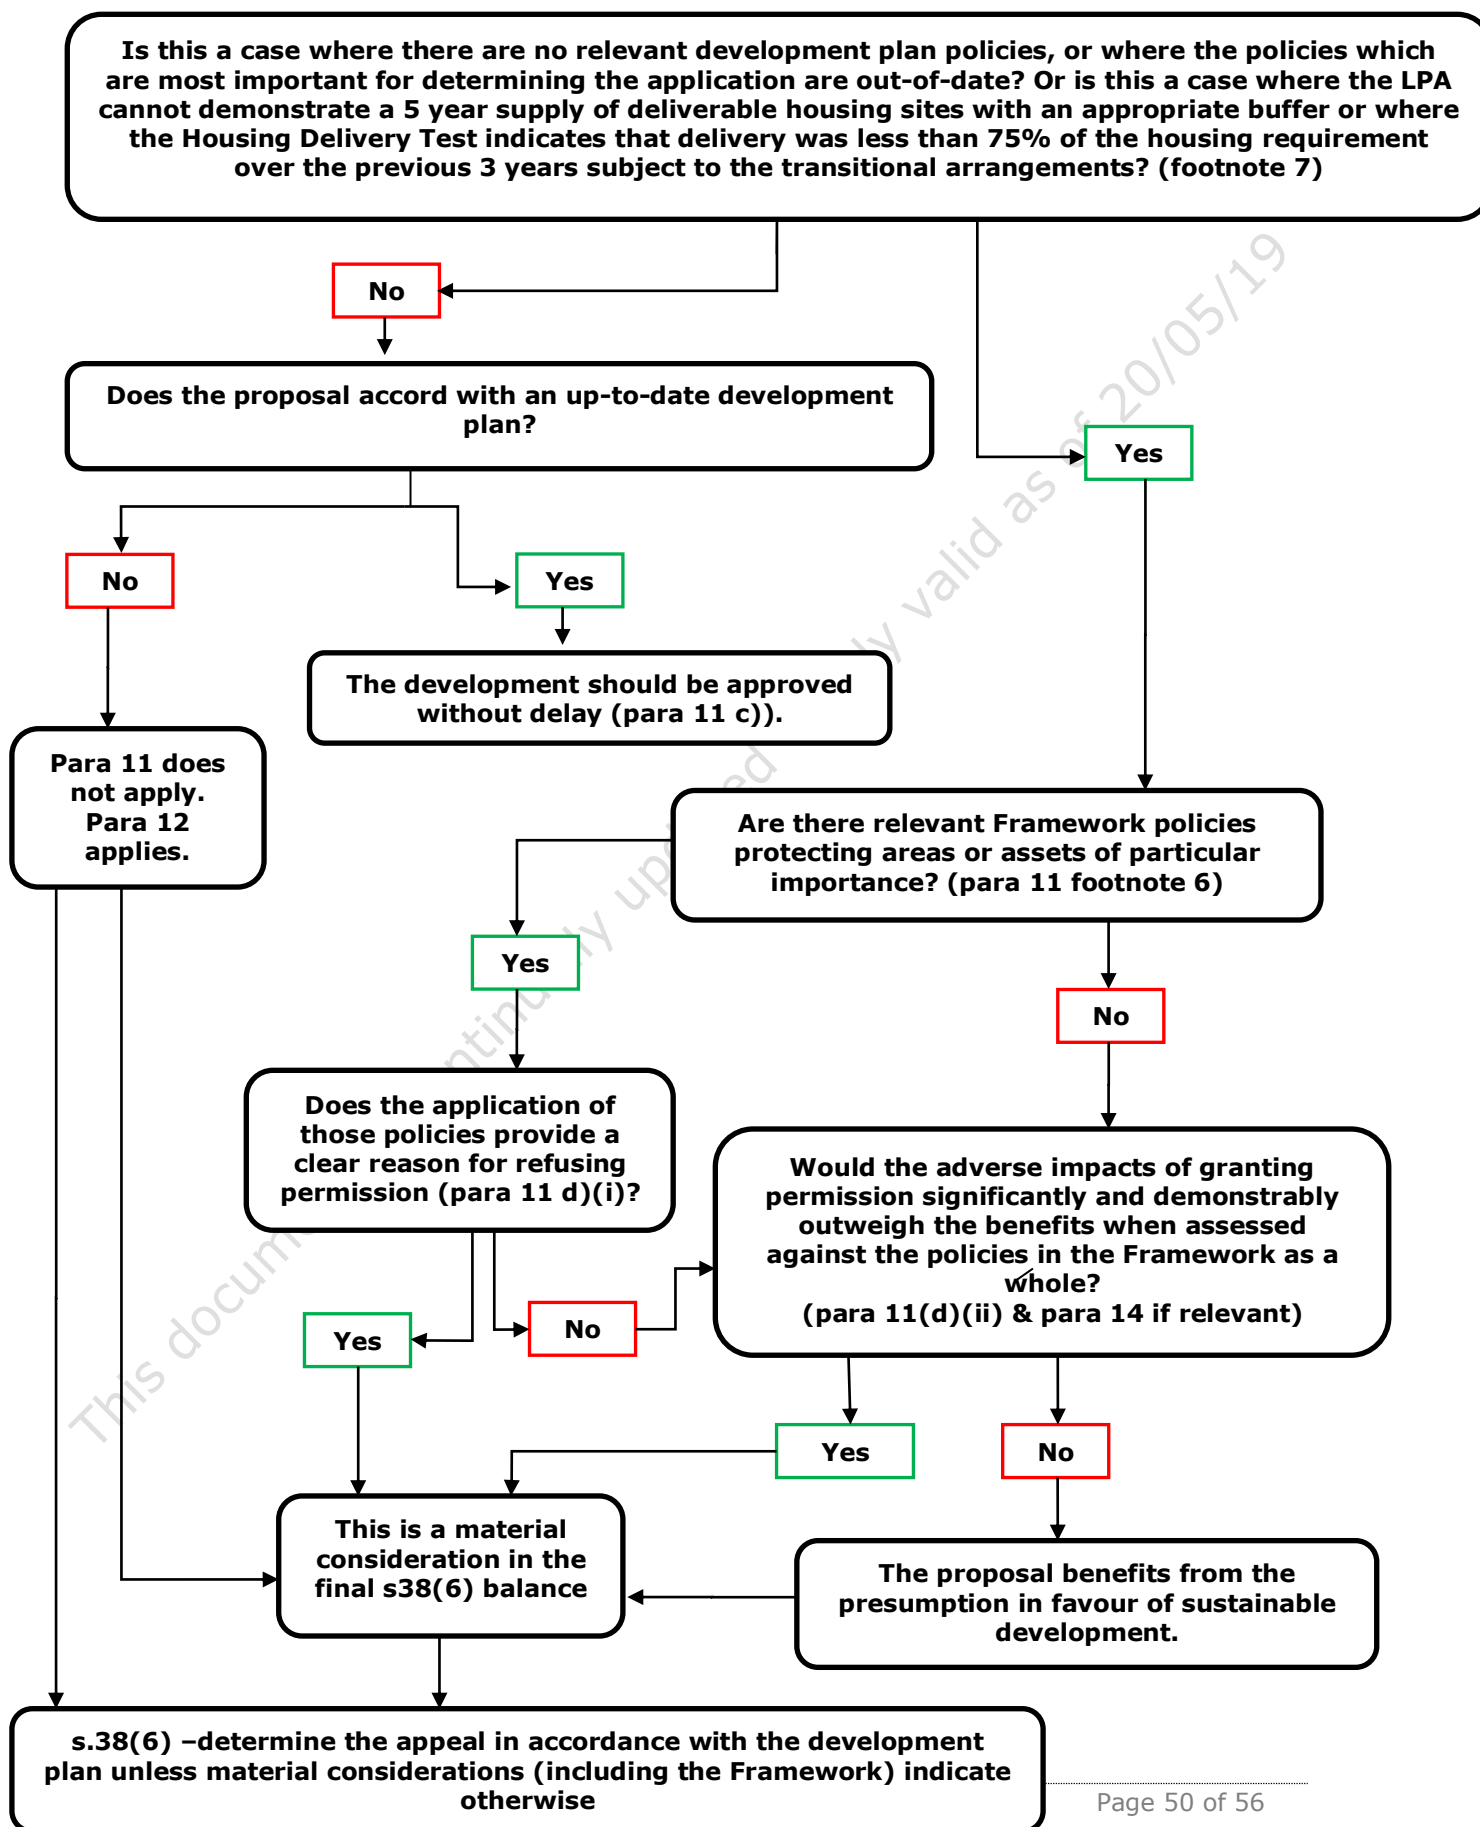 Is this a case where there are no relevant development plan policies, or where the policies which
are most important for determining the application are out-of-date? Or is this a case where the LPA
cannot demonstrate a 5 year supply of deliverable housing sites with an appropriate buffer or where
the Housing Delivery Test indicates that delivery was less than 75% of the housing requirement
over the previous 3 years subject to the transitional arrangements? (footnote 7)
No
Does the proposal accord with an up-to-date development
plan?
Yes
No
Yes
The development should be approved
without delay (para 11 c)).
Para 11 does
not apply.
Para 12
applies.
Are there relevant Framework policies
protecting areas or assets of particular
importance? (para 11 footnote 6)
Yes
No
Does the application of
those policies provide a
clear reason for refusing
permission (para 11 d)(i)?
Would the adverse impacts of granting
permission significantly and demonstrably
outweigh the benefits when assessed
against the policies in the Framework as a
whole?
(para 11(d)(ii) & para 14 if relevant)
Yes
No
Yes
No
This is a material
consideration in the
final s38(6) balance
The proposal benefits from the
presumption in favour of sustainable
development.
s.38(6) –determine the appeal in accordance with the development
plan unless material considerations (including the Framework) indicate
otherwise
Page 50 of 56
valid as of 20/05/19
This